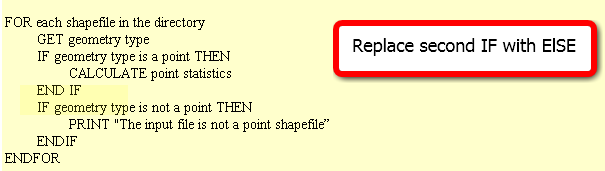 FOR each shapefile in the directory
GET geometry type
IF geometry type is a point THEN
CALCULATE point statistics
END IF
IF geometry type is not a point THEN
PRINT "The input file is not a point shapefile”
ENDIF
ENDFOR
Replace second IF with ElSE